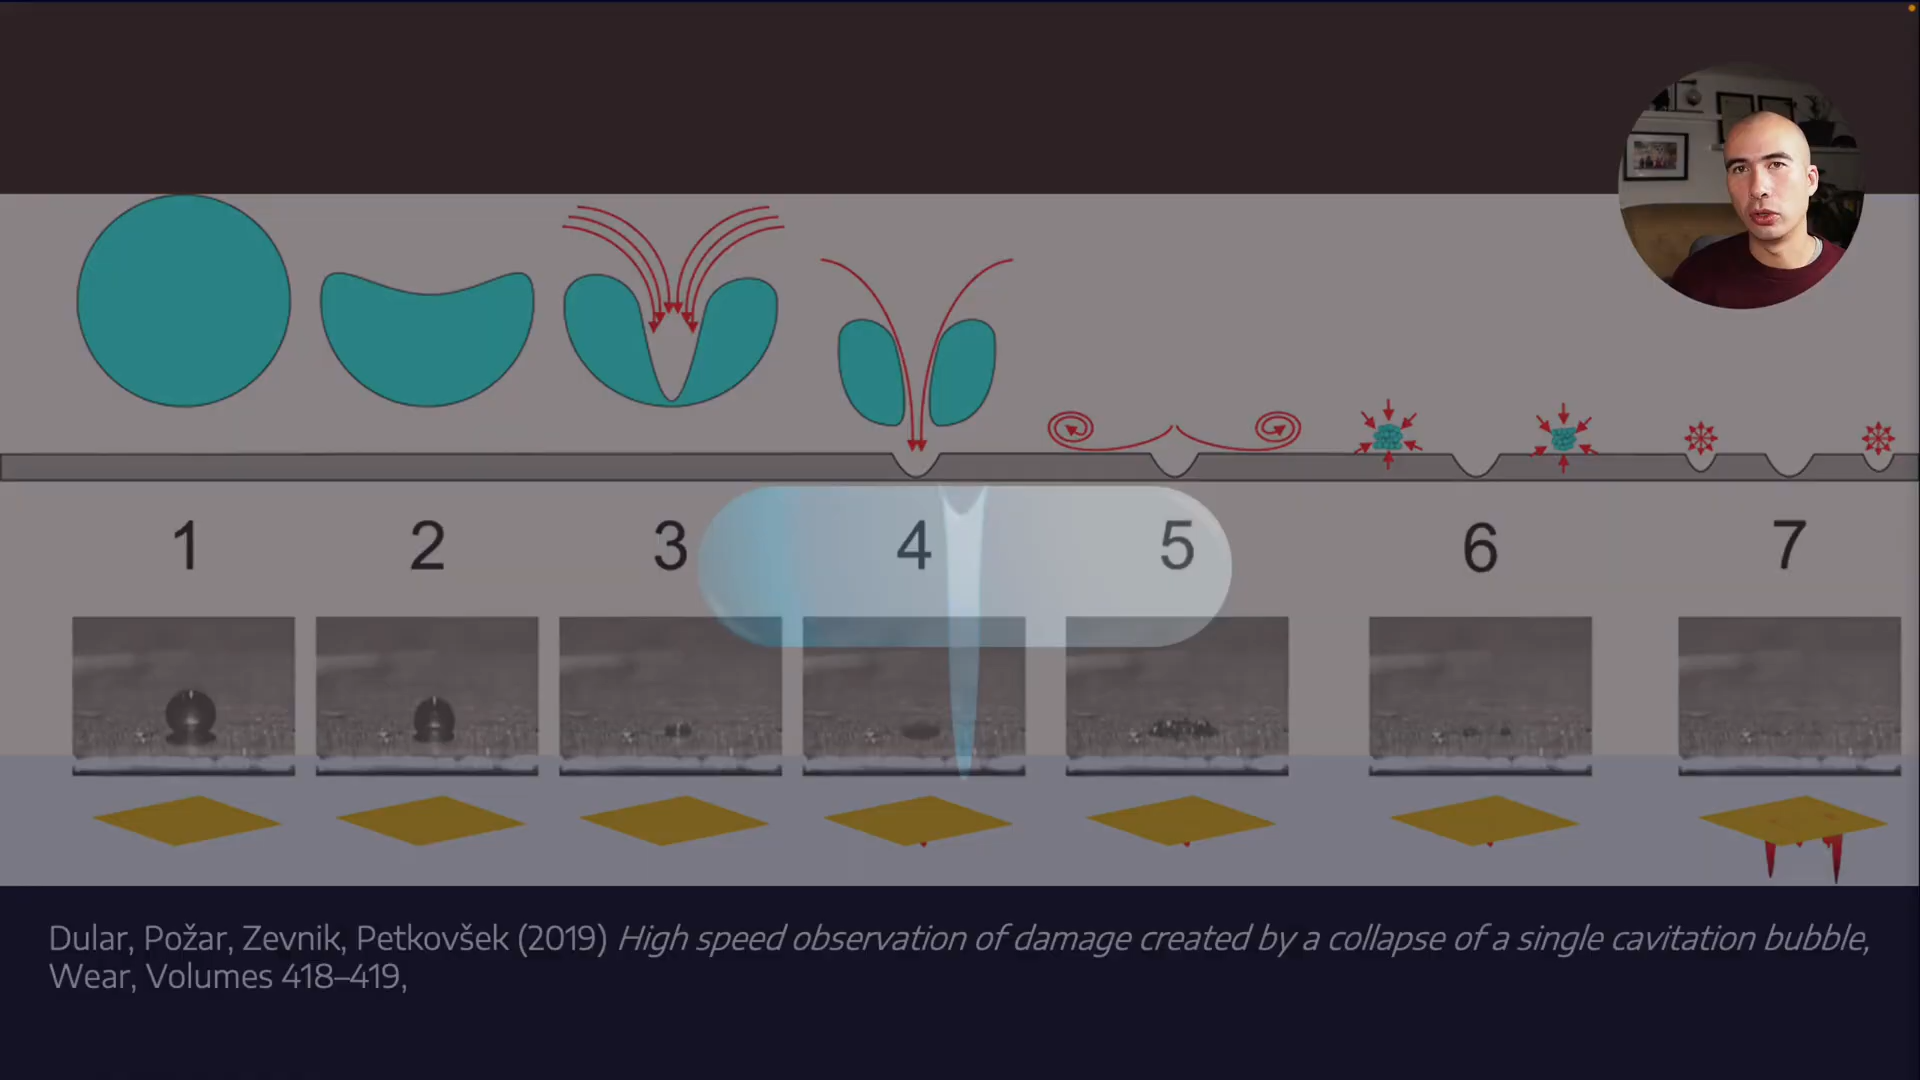 1 2 3 4 5 6 7
Dular, Požar, Zevnik, Petkovšek (2019) High speed observation of damage created by a collapse of a single cavitation bubble,
Wear, Volumes 418–419,